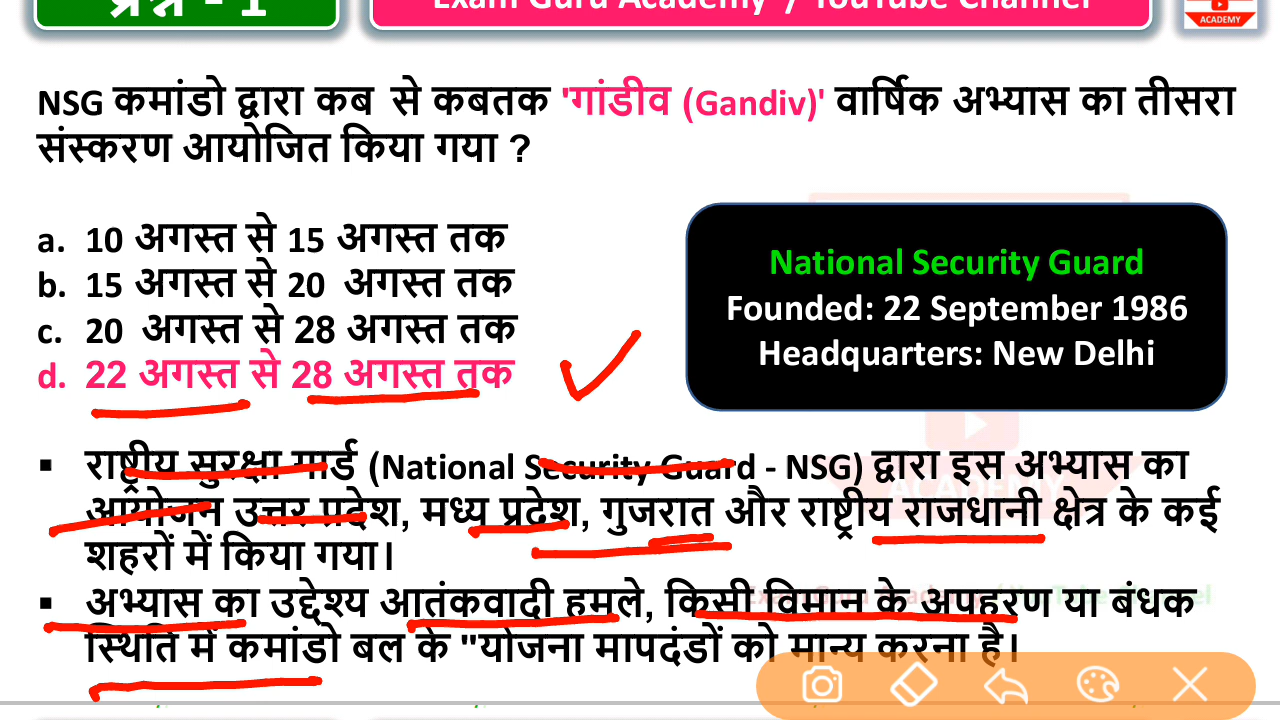 प्रश्न - 1
Exam Guru Academy / YouTube Channel
ACADEMY
NSG कमांडो द्वारा कब से कबतक 'गांडीव (Gandiv)' वार्षिक अभ्यास का तीसरा
संस्करण आयोजित किया गया ?
a. 10 अगस्त से 15 अगस्त तक
b. 15 अगस्त से 20 अगस्त तक
c. 20 अगस्त से 28 अगस्त तक
d. 22 अगस्त से 28 अगस्त तक
National Security Guard
Founded: 22 September 1986
Headquarters: New Delhi
▪ राष्ट्रीय सुरक्षा गार्ड (National Security Guard - NSG) द्वारा इस अभ्यास का
आयोजन उत्तर प्रदेश, मध्य प्रदेश, गुजरात और राष्ट्रीय राजधानी क्षेत्र के कई
शहरों में किया गया।
▪ अभ्यास का उद्देश्य आतंकवादी हमले, किसी विमान के अपहरण या बंधक
स्थिति में कमांडो बल के "योजना मापदंडों को मान्य करना है।